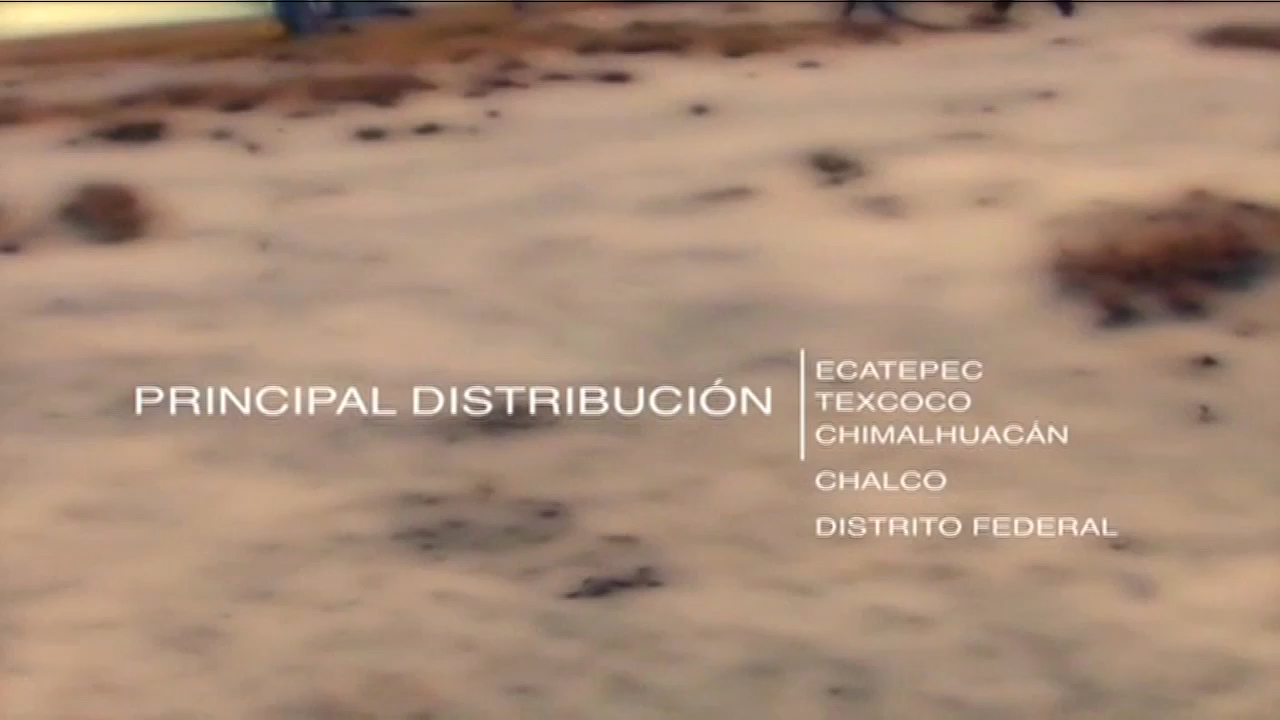 PRINCIPAL DISTRIBUCIÓN
ECATEPEC
TEXCOCO
CHIMALHUACÁN
CHALCO
DISTRITO FEDERAL